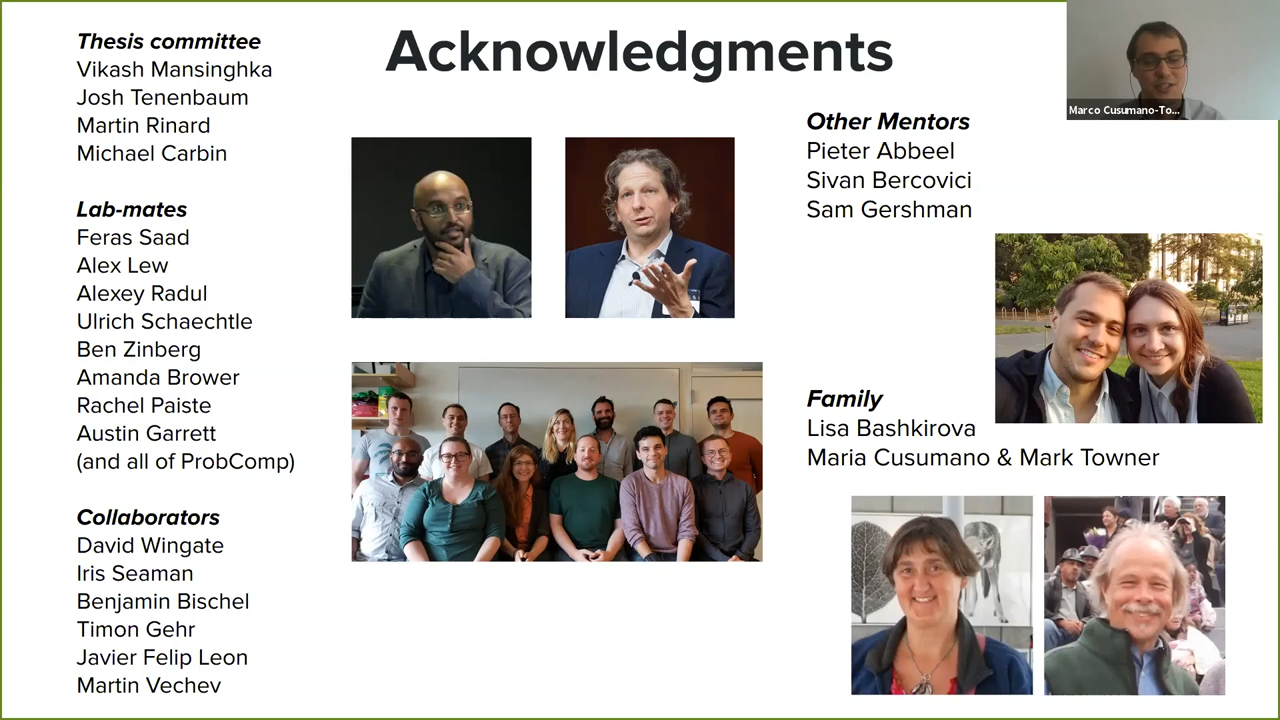 Acknowledgments
Thesis committee
Vikash Mansinghka
Josh Tenenbaum
Martin Rinard
Michael Carbin
Lab-mates
Feras Saad
Alex Lew
Alexey Radul
Ulrich Schaechtle
Ben Zinberg
Amanda Brower
Rachel Paiste
Austin Garrett
(and all of ProbComp)
Collaborators
David Wingate
Iris Seaman
Benjamin Bischel
Timon Gehr
Javier Felip Leon
Martin Vechev
Other Mentors
Pieter Abbeel
Sivan Bercovici
Sam Gershman
Family
Lisa Bashkirova
Maria Cusumano & Mark Towner
Marco Cusumano-To...